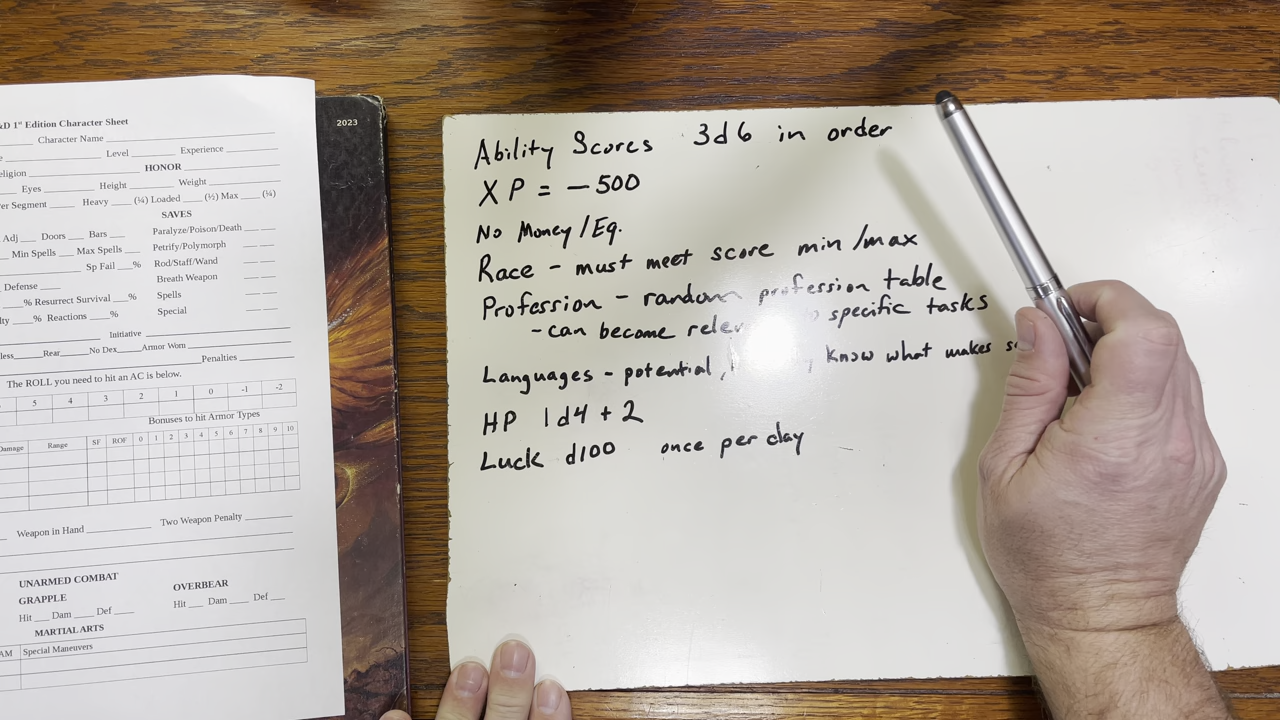 D 1st Edition Character Sheet
Character Name
Level Experience
eligion HONOR
Eyes Height Weight
Per Segment Heavy (¼) Loaded (½) Max (¼)
SAVES
Adj Doors Bars Paralyze/Poison/Death
Min Spells Max Spells Petrify/Polymorph
Sp Fail % Rod/Staff/Wand
Defense Breath Weapon
% Resurrect Survival % Spells
% Reactions % Special
Initiative
Rear No Dex Armor Worn
Penalties
The ROLL you need to hit an AC is below.
5 4 3 2 1 0 -1 -2
Bonuses to hit Armor Types
Damage Range SF ROF 0 1 2 3 4 5 6 7 8 9 10
Weapon in Hand Two Weapon Penalty
UNARMED COMBAT
GRAPPLE OVERBEAR
Hit Dam Def Hit Dam Def
MARTIAL ARTS
AM Special Maneuvers
2023
Ability Scores 3d6 in order
XP = -500
No Money/Eq.
Race - must meet score min/max
Profession - random profession table
- can become specific tasks
Languages - potential, know what makes
HP 1d4 + 2
Luck d100 once per day